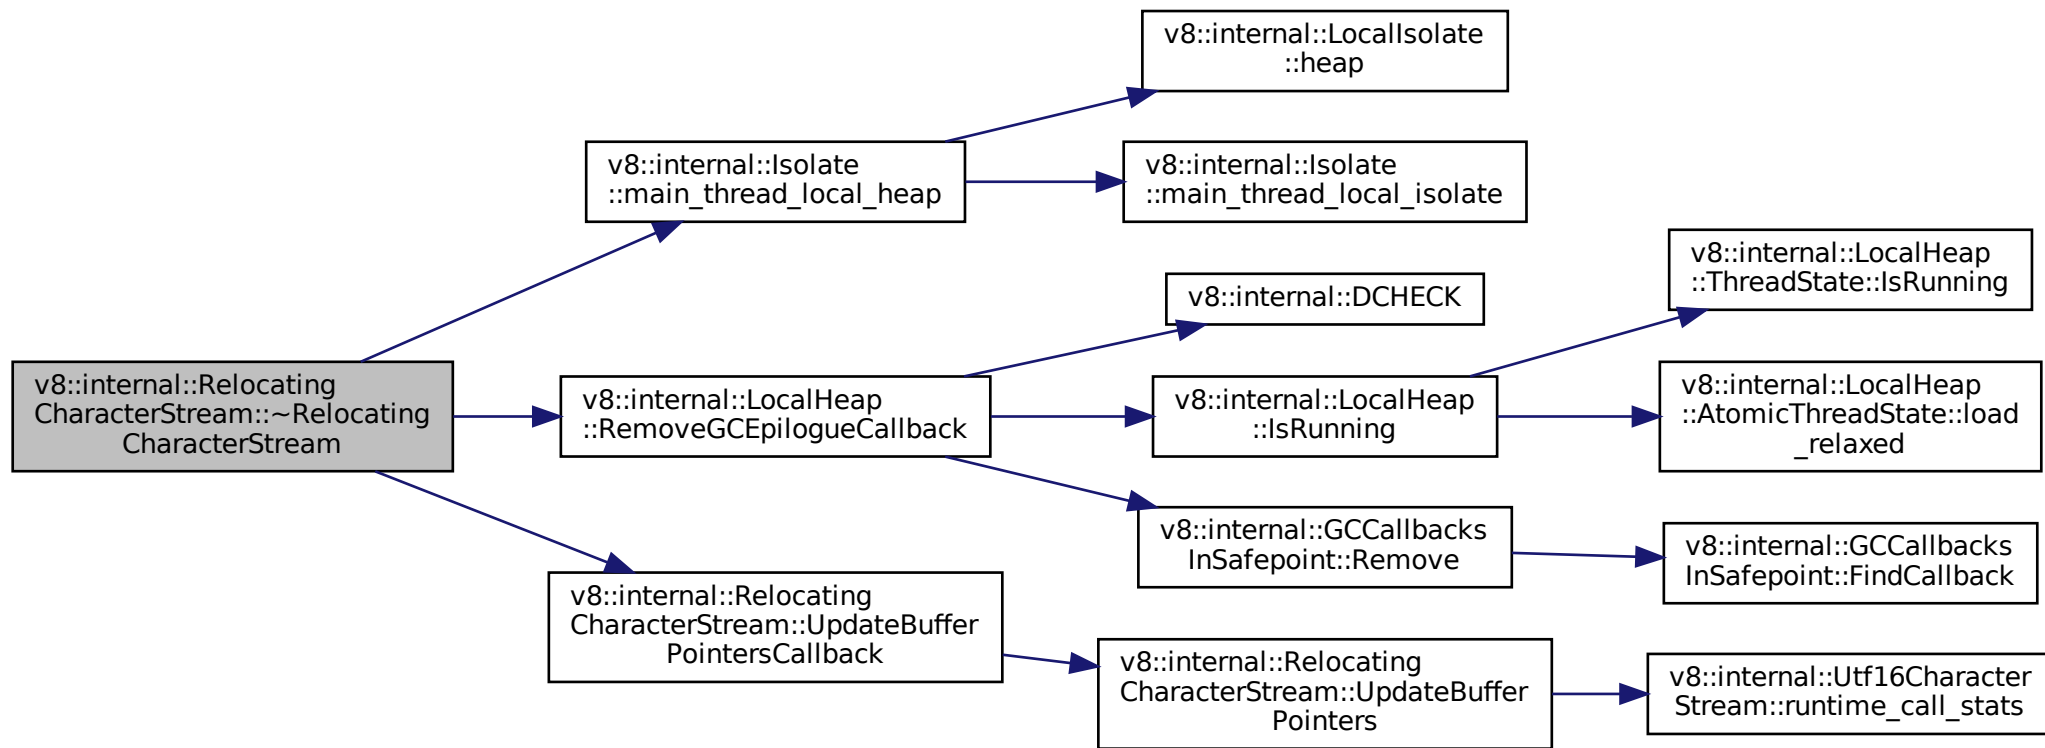 v8::internal::LocalIsolate
::heap
v8::internal::Isolate
::main_thread_local_heap
v8::internal::Isolate
::main_thread_local_isolate
v8::internal::LocalHeap
::ThreadState::IsRunning
v8::internal::DCHECK
v8::internal::Relocating
CharacterStream::~Relocating
CharacterStream
v8::internal::LocalHeap
::RemoveGCEpilogueCallback
v8::internal::LocalHeap
::IsRunning
v8::internal::LocalHeap
::AtomicThreadState::load
_relaxed
v8::internal::GCCallbacks
InSafepoint::Remove
v8::internal::GCCallbacks
InSafepoint::FindCallback
v8::internal::Relocating
CharacterStream::UpdateBuffer
PointersCallback
v8::internal::Relocating
CharacterStream::UpdateBuffer
Pointers
v8::internal::Utf16Character
Stream::runtime_call_stats